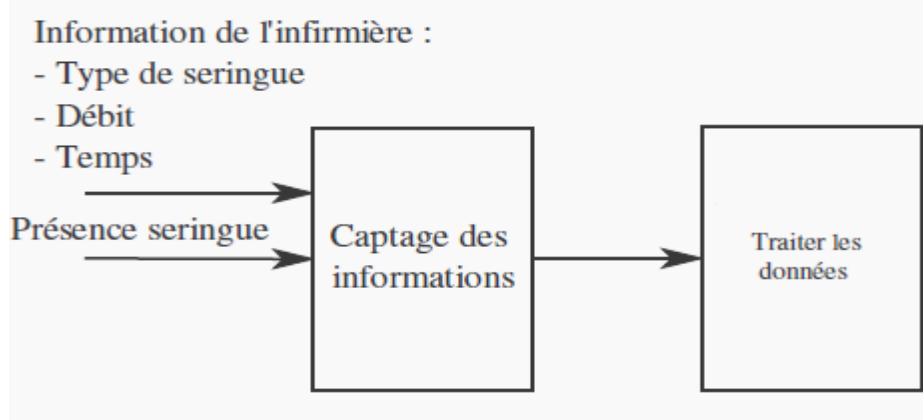 Information de l'infirmière :
- Type de seringue
- Débit
- Temps
Présence seringue
Captage des
informations
Traiter les
données